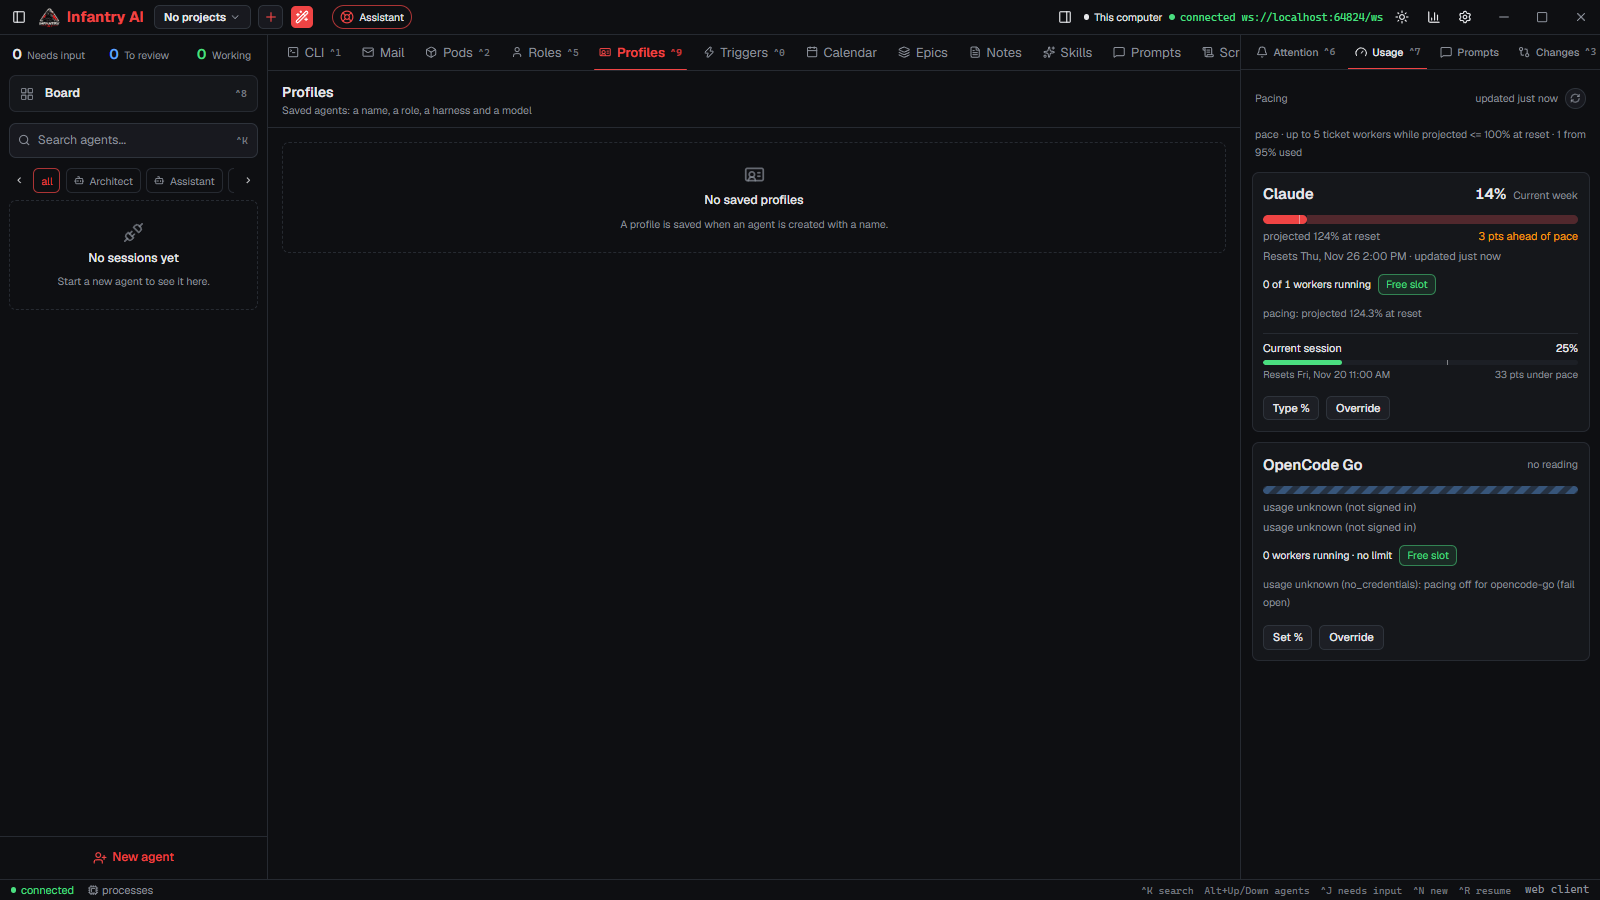 Infantry AI
No projects
Assistant
This computer
connected ws://localhost:64824/ws
0 Needs input
0 To review
0 Working
Board ^8
Search agents... ^K
all
Architect
Assistant
No sessions yet
Start a new agent to see it here.
New agent
CLI ^1
Mail
Pods ^2
Roles ^5
Profiles ^9
Triggers ^0
Calendar
Epics
Notes
Skills
Prompts
Scr
Profiles
Saved agents: a name, a role, a harness and a model
No saved profiles
A profile is saved when an agent is created with a name.
Attention ^6
Usage ^7
Prompts
Changes ^3
Pacing
updated just now
pace · up to 5 ticket workers while projected <= 100% at reset · 1 from
95% used
Claude
14% Current week
projected 124% at reset
3 pts ahead of pace
Resets Thu, Nov 26 2:00 PM · updated just now
0 of 1 workers running
Free slot
pacing: projected 124.3% at reset
Current session
25%
Resets Fri, Nov 20 11:00 AM
33 pts under pace
Type %
Override
OpenCode Go
no reading
usage unknown (not signed in)
usage unknown (not signed in)
0 workers running · no limit
Free slot
usage unknown (no_credentials): pacing off for opencode-go (fail
open)
Set %
Override
connected
processes
^K search
Alt+Up/Down agents
^J needs input
^N new
^R resume
web client